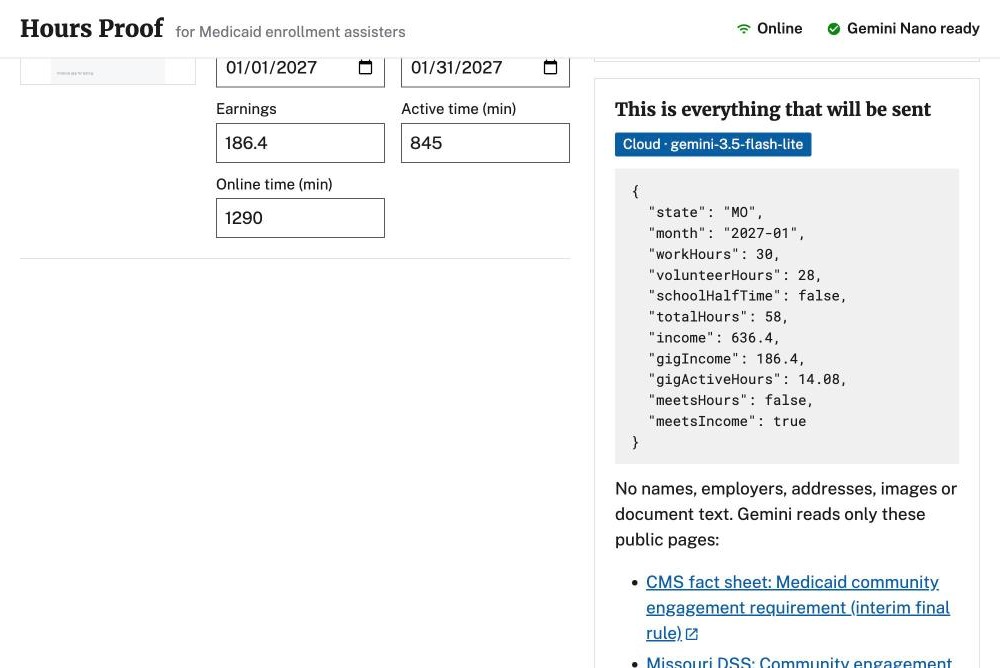 Hours Proof for Medicaid enrollment assisters
Online
Gemini Nano ready
01/01/2027
01/31/2027
Earnings
Active time (min)
186.4
845
Online time (min)
1290
This is everything that will be sent
Cloud · gemini-3.5-flash-lite
{
"state": "MO",
"month": "2027-01",
"workHours": 30,
"volunteerHours": 28,
"schoolHalfTime": false,
"totalHours": 58,
"income": 636.4,
"gigIncome": 186.4,
"gigActiveHours": 14.08,
"meetsHours": false,
"meetsIncome": true
}
No names, employers, addresses, images or
document text. Gemini reads only these
public pages:
• CMS fact sheet: Medicaid community
engagement requirement (interim final
rule)
• Missouri DSS: Community engagement